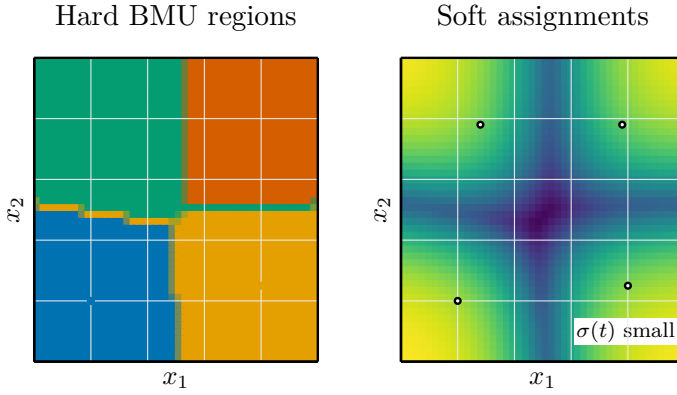 Hard BMU regions
Soft assignments
x₂
x₁
x₂
σ(t) small
x₁